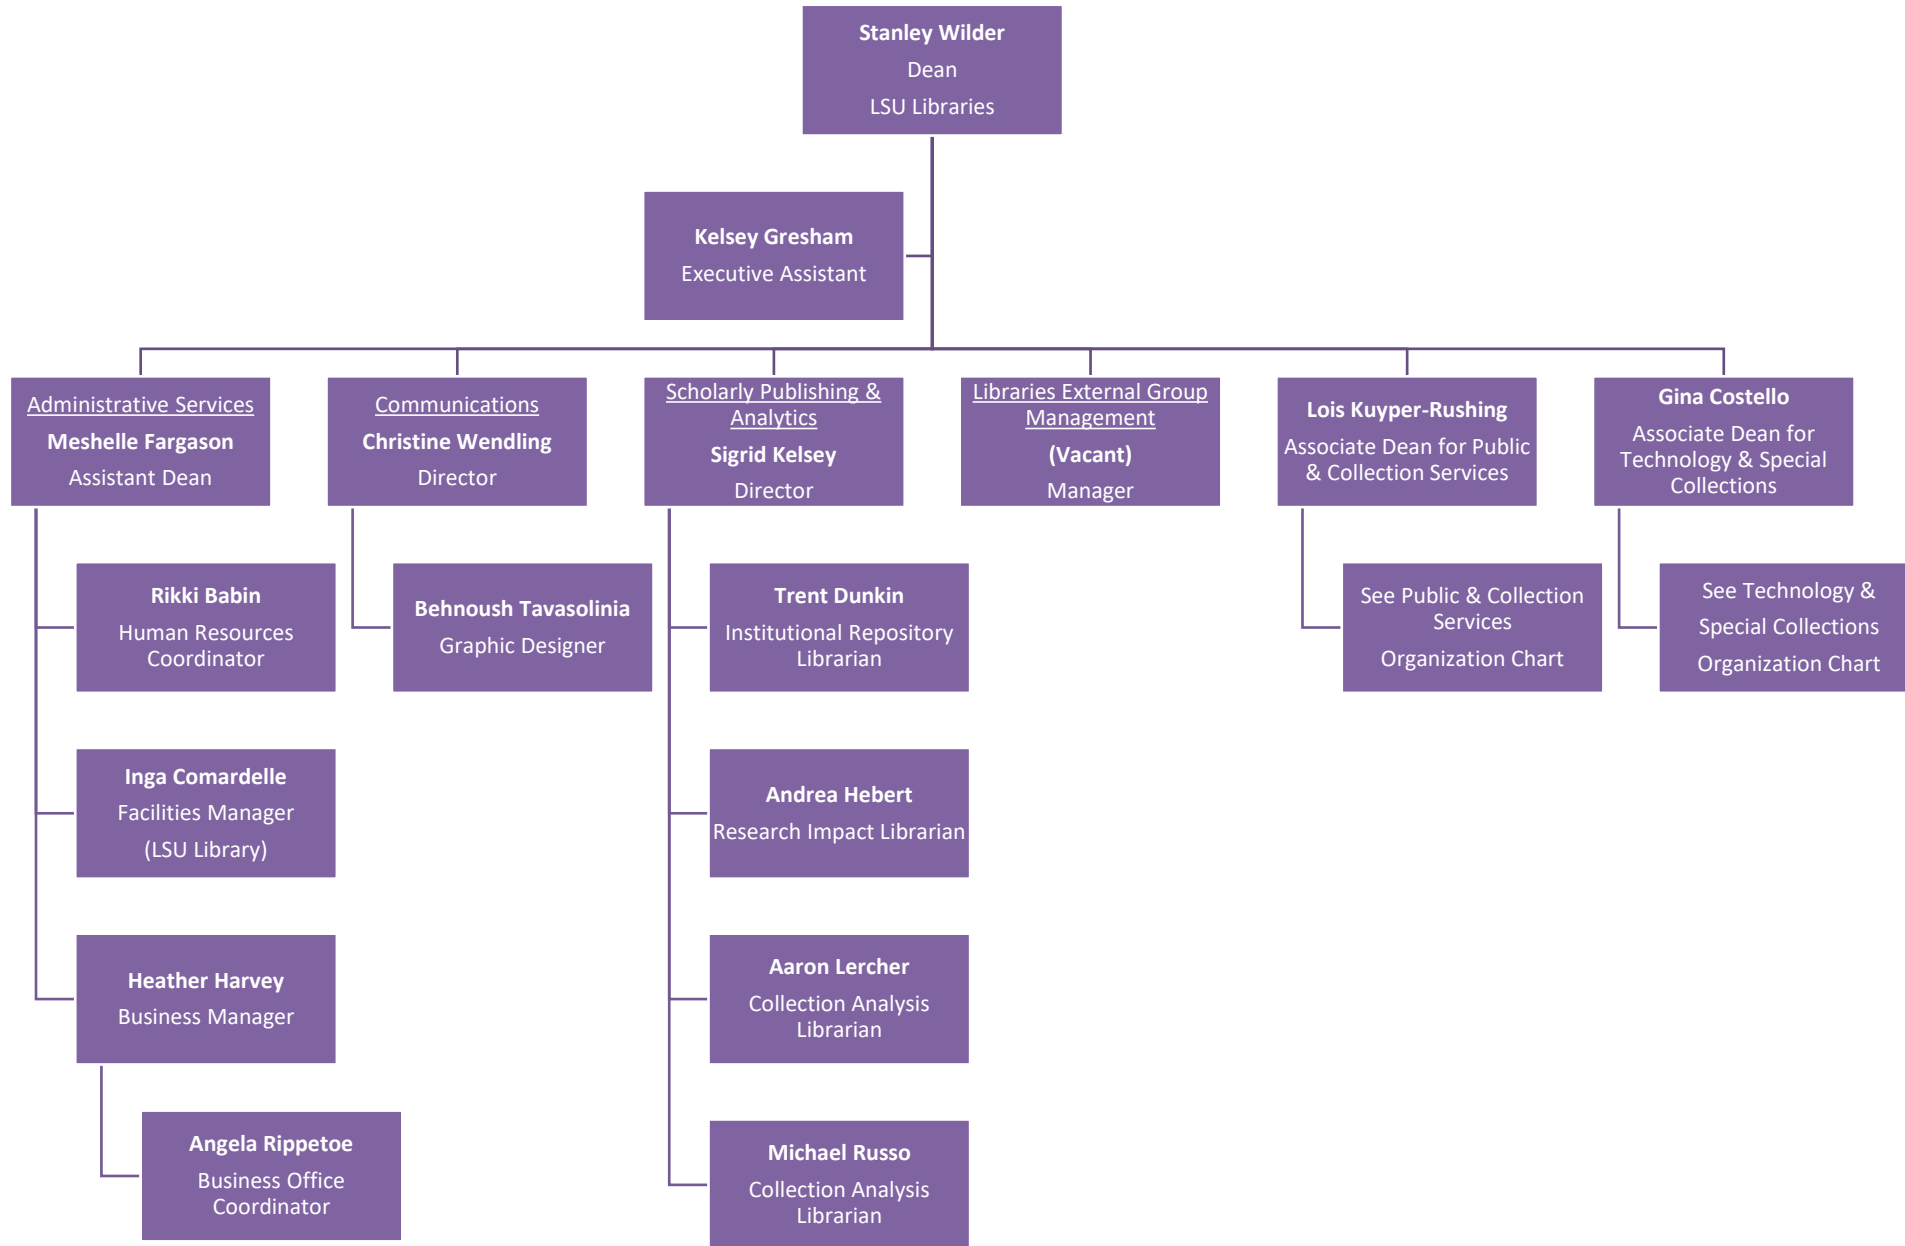 Stanley Wilder
Dean
LSU Libraries
Kelsey Gresham
Executive Assistant
Administrative Services
Meshelle Fargason
Assistant Dean
Communications
Christine Wendling
Director
Scholarly Publishing &
Analytics
Sigrid Kelsey
Director
Libraries External Group
Management
(Vacant)
Manager
Lois Kuyper-Rushing
Associate Dean for Public
& Collection Services
Gina Costello
Associate Dean for
Technology & Special
Collections
Rikki Babin
Human Resources
Coordinator
Behnoush Tavasolinia
Graphic Designer
Trent Dunkin
Institutional Repository
Librarian
See Public & Collection
Services
Organization Chart
See Technology &
Special Collections
Organization Chart
Inga Comardelle
Facilities Manager
(LSU Library)
Andrea Hebert
Research Impact Librarian
Heather Harvey
Business Manager
Aaron Lercher
Collection Analysis
Librarian
Angela Rippetoe
Business Office
Coordinator
Michael Russo
Collection Analysis
Librarian